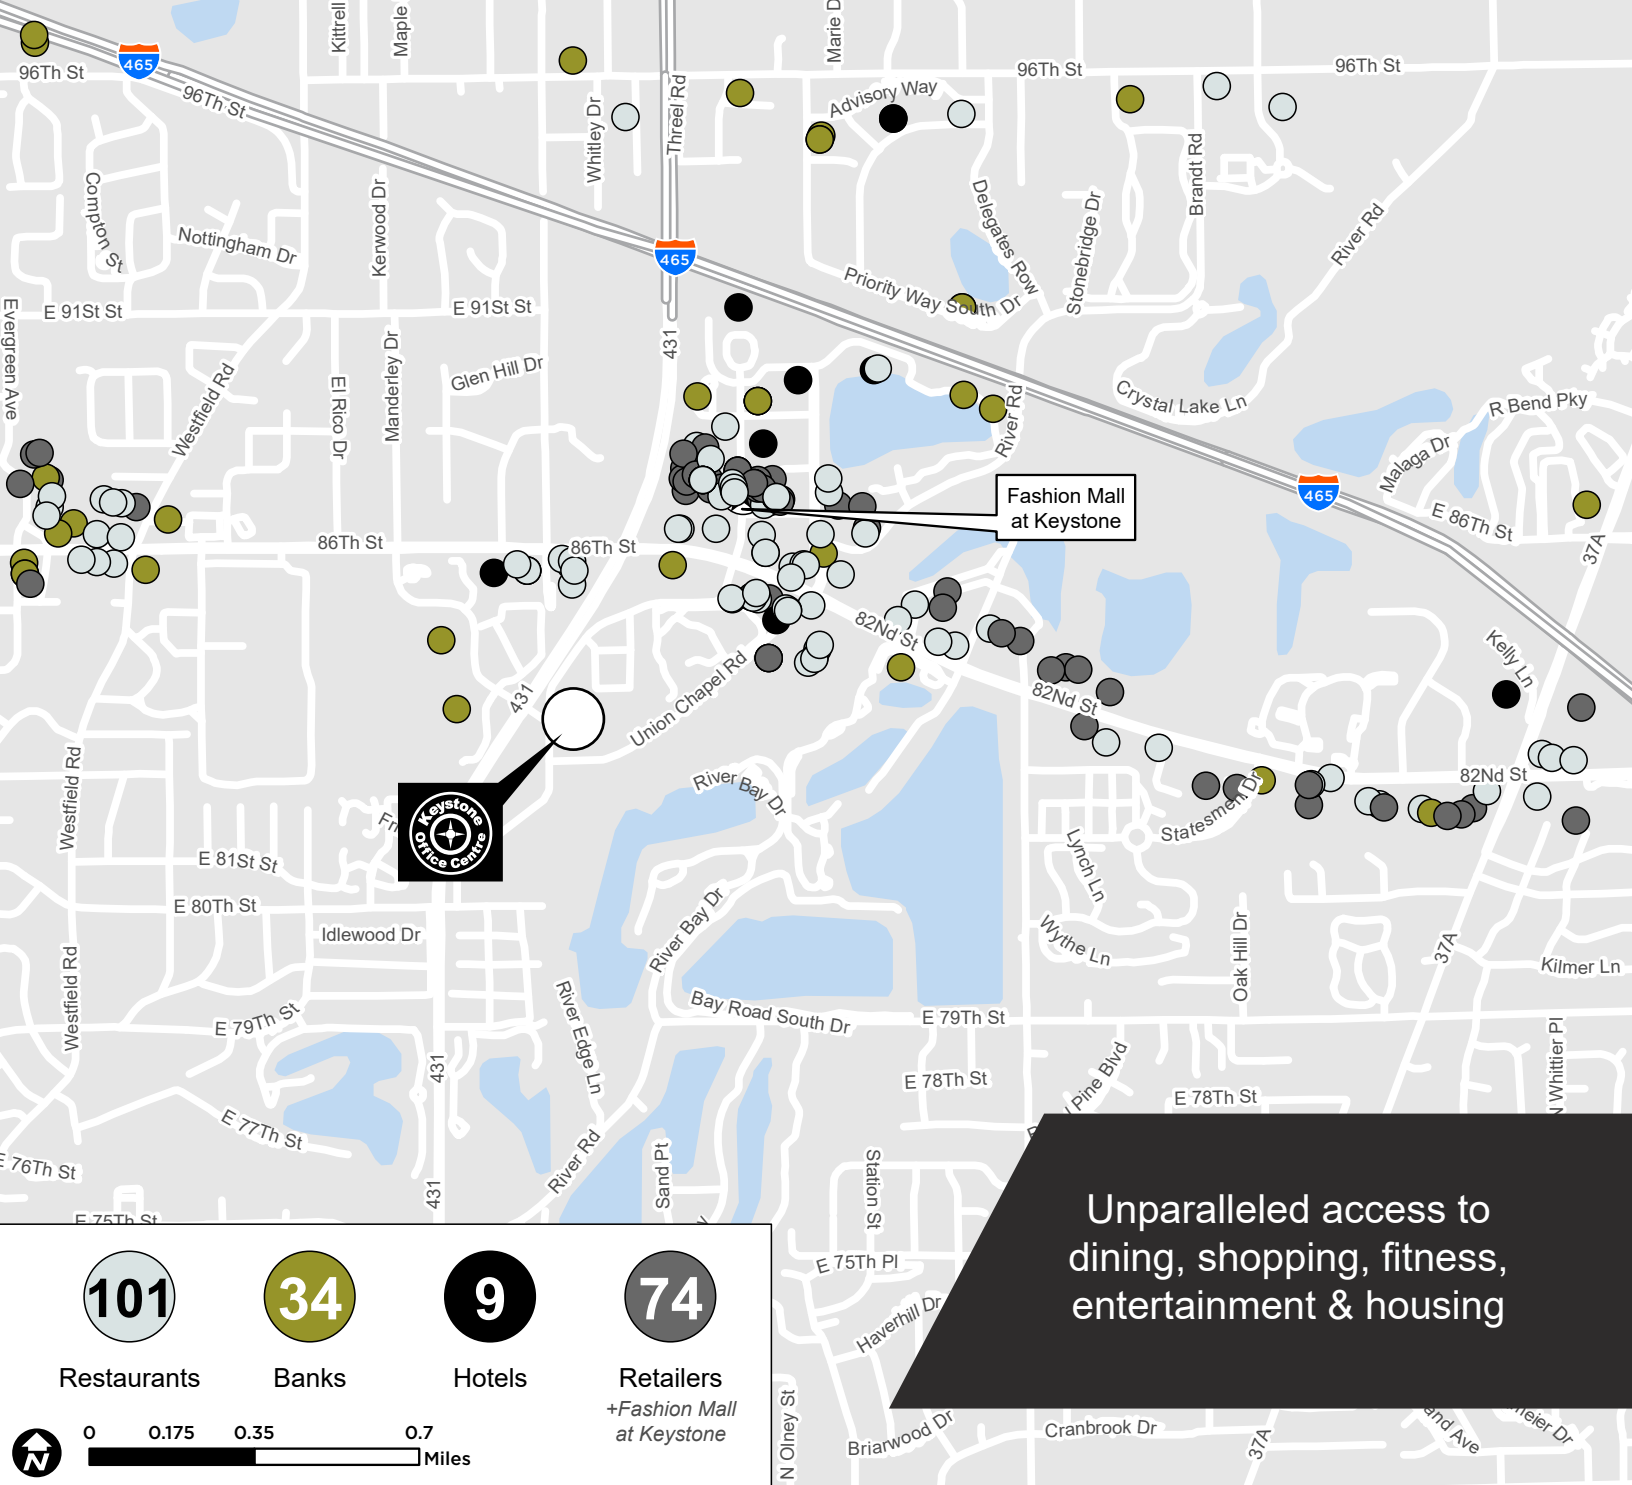 Kittrell
Maple
Marie D
96Th St
465
96Th St
96Th St
96Th St
Advisory Way
Whitley Dr
Threel Rd
Brandt Rd
Compton St
Kerwood Dr
Delegates Row
Stonebridge Dr
River Rd
Nottingham Dr
465
Priority Way South Dr
Evergreen Ave
E 91St St
E 91St St
431
Manderley Dr
Glen Hill Dr
El Rico Dr
Westfield Rd
Crystal Lake Ln
River Rd
R Bend Pky
Malaga Dr
465
Fashion Mall
at Keystone
E 86Th St
37A
86Th St
86Th St
82Nd St
Kelly Ln
431
Union Chapel Rd
82Nd St
Westfield Rd
River Bay Dr
82Nd St
Statesmen Dr
Fri
Keystone
Office Centre
Lynch Ln
E 81St St
E 80Th St
Idlewood Dr
River Bay Dr
Wythe Ln
Oak Hill Dr
37A
Kilmer Ln
Westfield Rd
E 79Th St
River Edge Ln
Bay Road South Dr
E 79Th St
431
E 78Th St
Pine Blvd
E 78Th St
N Whittier Pl
E 77Th St
E 76Th St
431
River Rd
Sand Pt
Station St
E 75Th St
E 75Th Pl
Haverhill Dr
Unparalleled access to
dining, shopping, fitness,
entertainment & housing
101
34
9
74
Restaurants
Banks
Hotels
Retailers
+Fashion Mall
at Keystone
0
0.175
0.35
0.7
Miles
N
N Olney St
Briarwood Dr
Cranbrook Dr
37A
and Ave
meier Dr